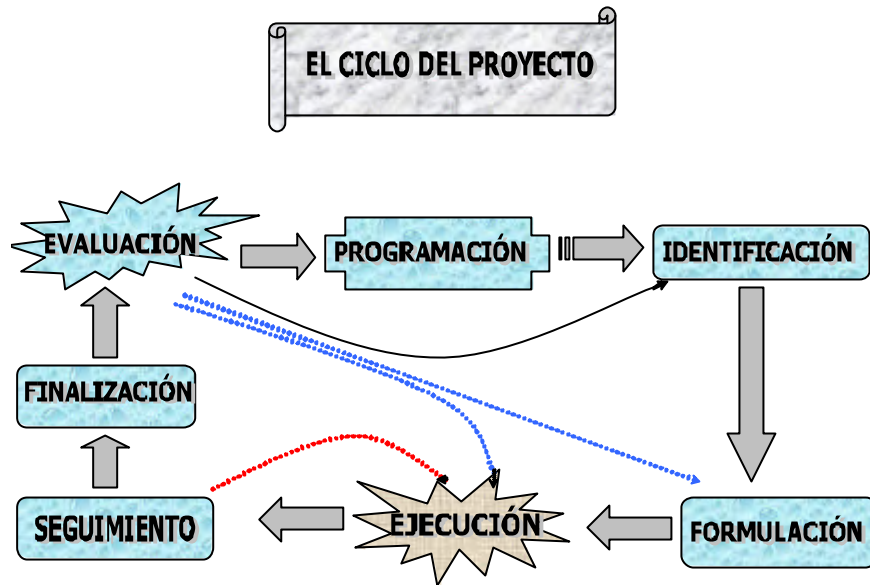 EL CICLO DEL PROYECTO
EVALUACIÓN
PROGRAMACIÓN
IDENTIFICACIÓN
FINALIZACIÓN
SEGUIMIENTO
EJECUCIÓN
FORMULACIÓN